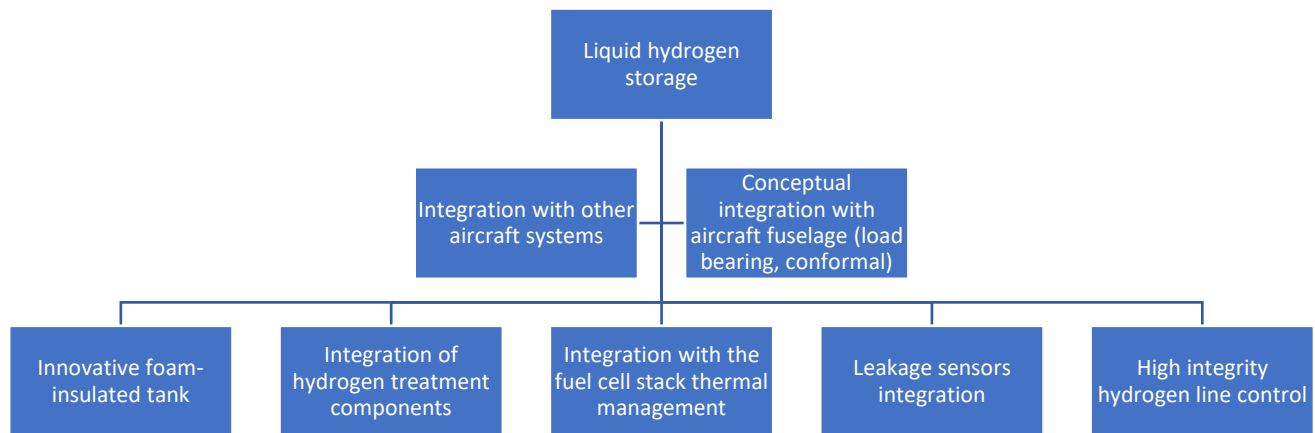 Liquid hydrogen
storage
Integration with other
aircraft systems
Conceptual
integration with
aircraft fuselage (load
bearing, conformal)
Innovative foam-
insulated tank
Integration of
hydrogen treatment
components
Integration with the
fuel cell stack thermal
management
Leakage sensors
integration
High integrity
hydrogen line control